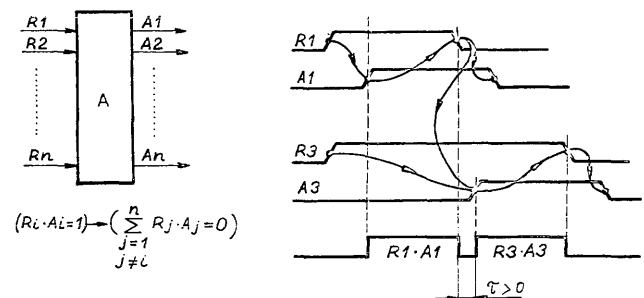 R1 A1
R2 A2
A
Rn An
(Ri·Ai=1)→(∑ Rj·Aj=0)
n
j=1
j≠i
R1
A1
R3
A3
R1·A1 R3·A3
τ>0